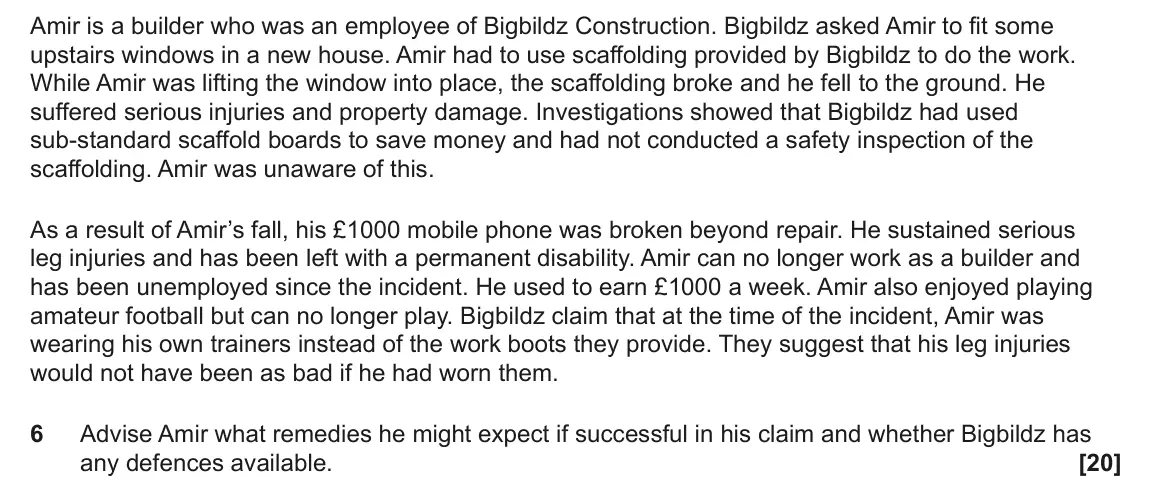 Amir is a builder who was an employee of Bigbildz Construction. Bigbildz asked Amir to fit some
upstairs windows in a new house. Amir had to use scaffolding provided by Bigbildz to do the work.
While Amir was lifting the window into place, the scaffolding broke and he fell to the ground. He
suffered serious injuries and property damage. Investigations showed that Bigbildz had used
sub-standard scaffold boards to save money and had not conducted a safety inspection of the
scaffolding. Amir was unaware of this.
As a result of Amir’s fall, his £1000 mobile phone was broken beyond repair. He sustained serious
leg injuries and has been left with a permanent disability. Amir can no longer work as a builder and
has been unemployed since the incident. He used to earn £1000 a week. Amir also enjoyed playing
amateur football but can no longer play. Bigbildz claim that at the time of the incident, Amir was
wearing his own trainers instead of the work boots they provide. They suggest that his leg injuries
would not have been as bad if he had worn them.
6 Advise Amir what remedies he might expect if successful in his claim and whether Bigbildz has
any defences available. [20]